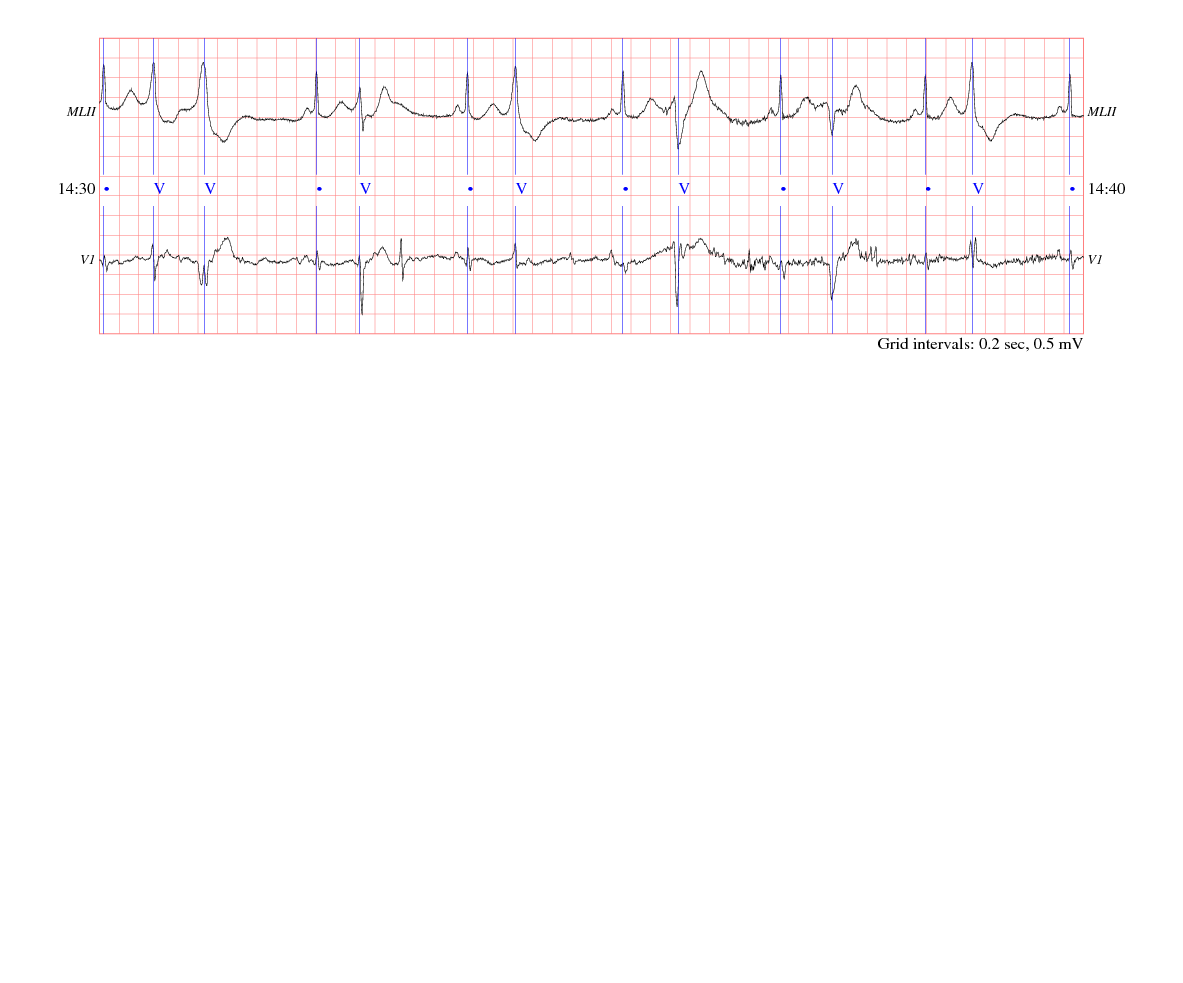 MLII MLII
14:30 • V V • V • V • V • V • V • 14:40
V1 V1
Grid intervals: 0.2 sec, 0.5 mV